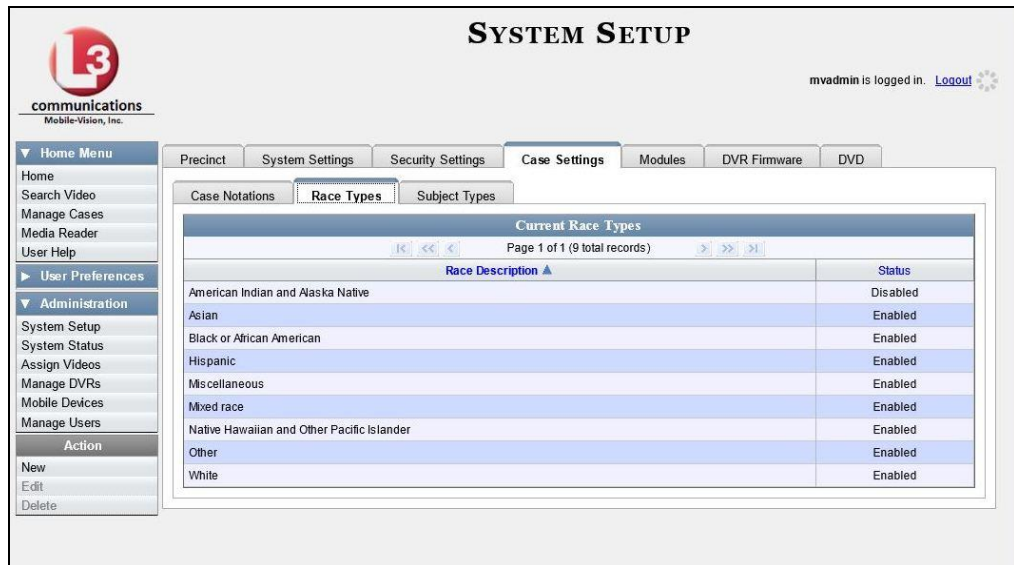 SYSTEM SETUP
L3
communications
Mobile-Vision, Inc.
mvadmin is logged in. Logout
▼ Home Menu
Home
Search Video
Manage Cases
Media Reader
User Help
▶ User Preferences
▼ Administration
System Setup
System Status
Assign Videos
Manage DVRs
Mobile Devices
Manage Users
Action
New
Edit
Delete
Precinct System Settings Security Settings Case Settings Modules DVR Firmware DVD
Case Notations Race Types Subject Types
Current Race Types
|< << < Page 1 of 1 (9 total records) > >> >|
Race Description ▲ Status
American Indian and Alaska Native Disabled
Asian Enabled
Black or African American Enabled
Hispanic Enabled
Miscellaneous Enabled
Mixed race Enabled
Native Hawaiian and Other Pacific Islander Enabled
Other Enabled
White Enabled